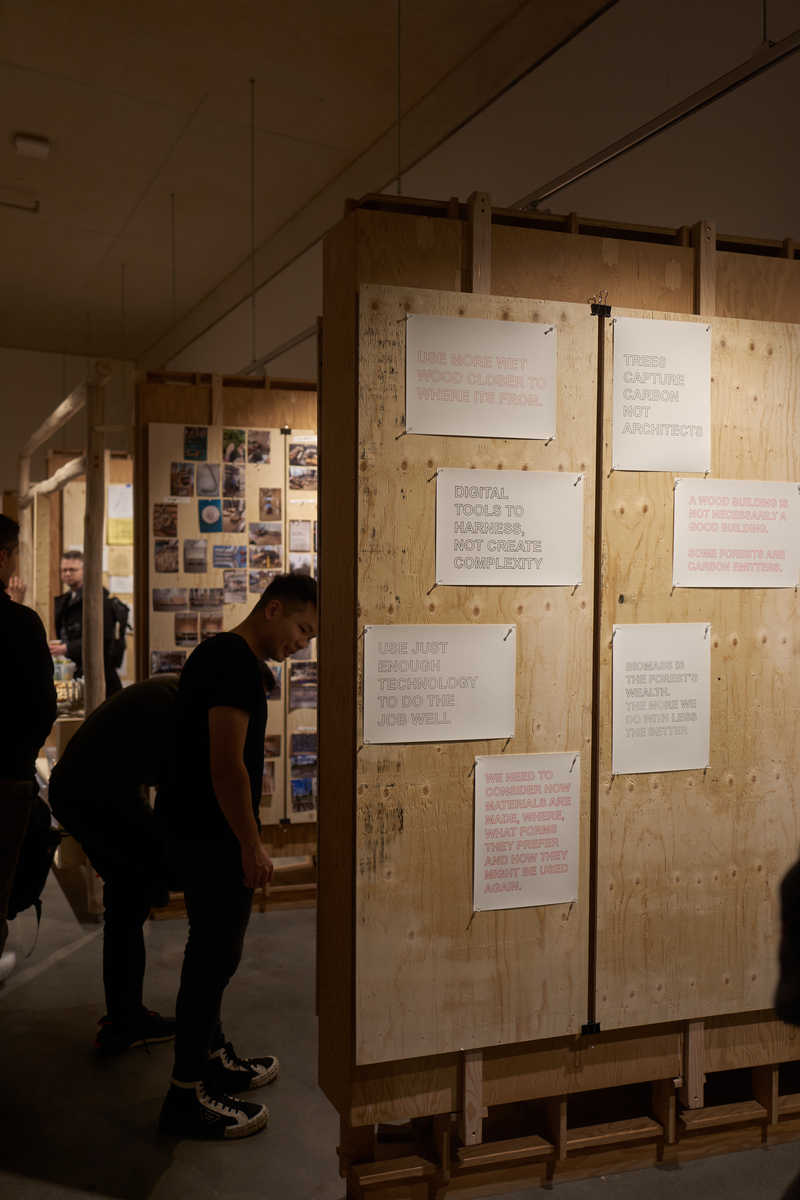 USE MORE WET
WOOD CLOSER TO
WHERE ITS FROM.
TREES
CAPTURE
CARBON
NOT
ARCHITECTS
DIGITAL
TOOLS TO
HARNESS,
NOT CREATE
COMPLEXITY
A WOOD BUILDING IS
NOT NECESSARILY A
GOOD BUILDING.
SOME FORESTS ARE
CARBON EMITTERS.
USE JUST
ENOUGH
TECHNOLOGY
TO DO THE
JOB WELL
BIOMASS IS
THE FOREST'S
WEALTH.
THE MORE WE
DO WITH LESS
THE BETTER
WE NEED TO
CONSIDER HOW
MATERIALS ARE
MADE, WHERE,
WHAT FORMS
THEY PREFER
AND HOW THEY
MIGHT BE USED
AGAIN.